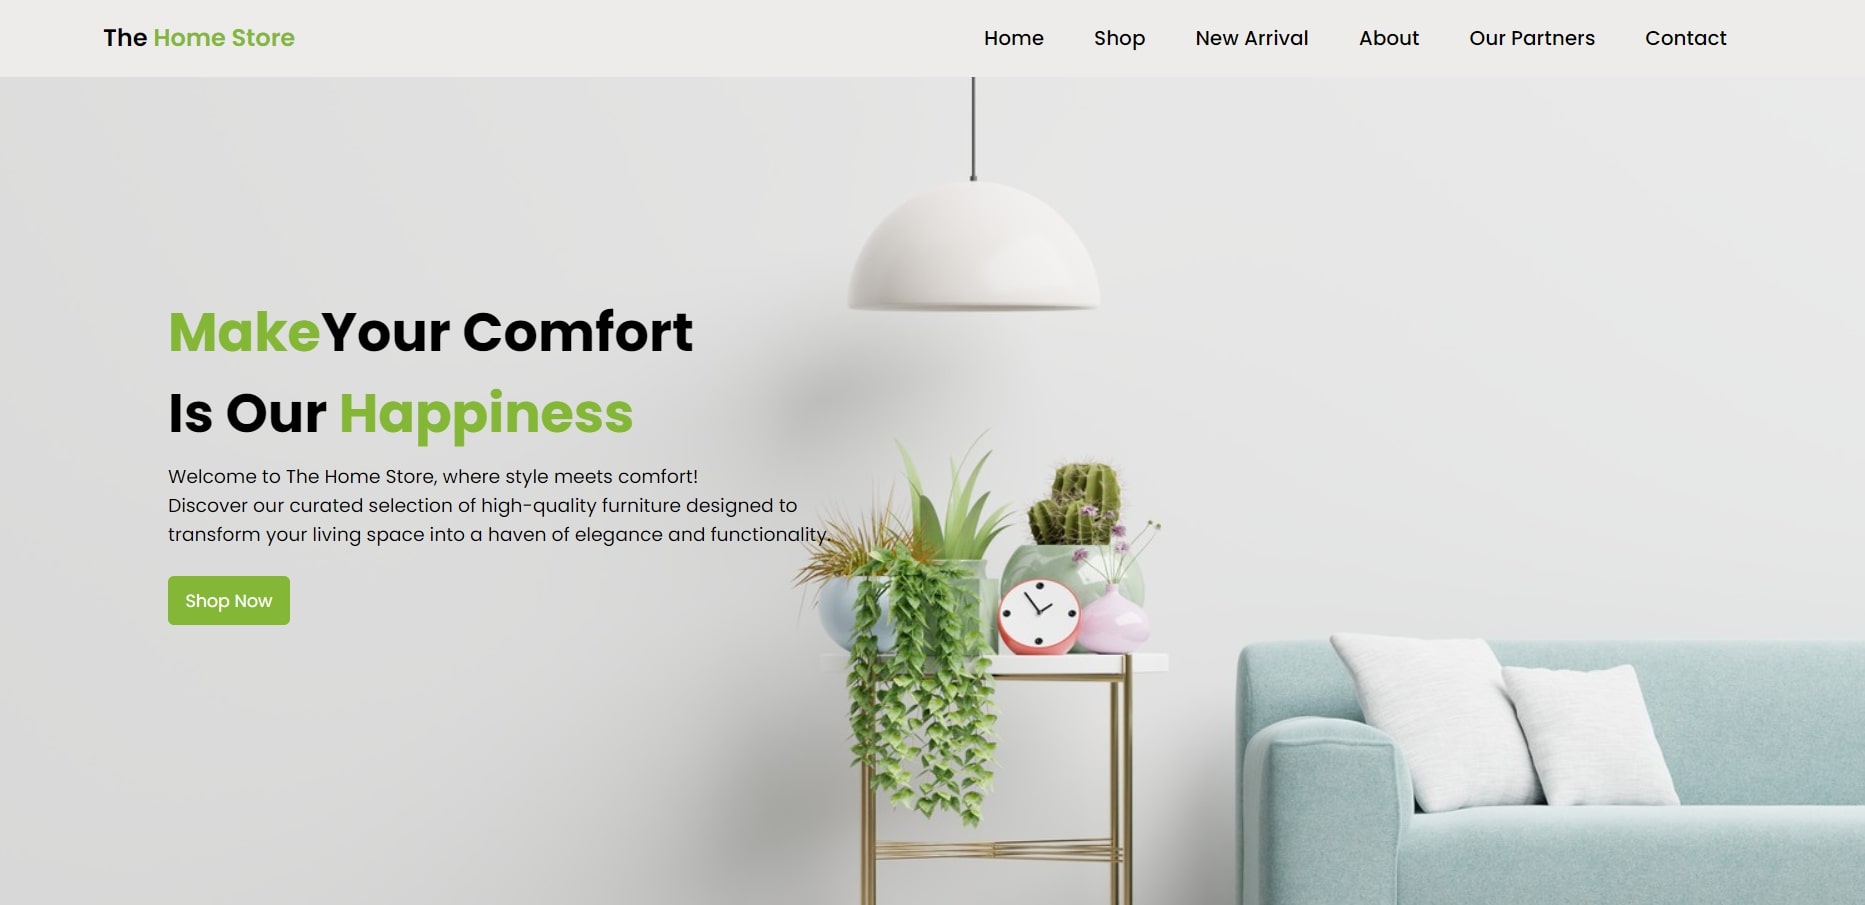 The Home Store
Home
Shop
New Arrival
About
Our Partners
Contact
MakeYour Comfort
Is Our Happiness
Welcome to The Home Store, where style meets comfort!
Discover our curated selection of high-quality furniture designed to
transform your living space into a haven of elegance and functionality.
Shop Now